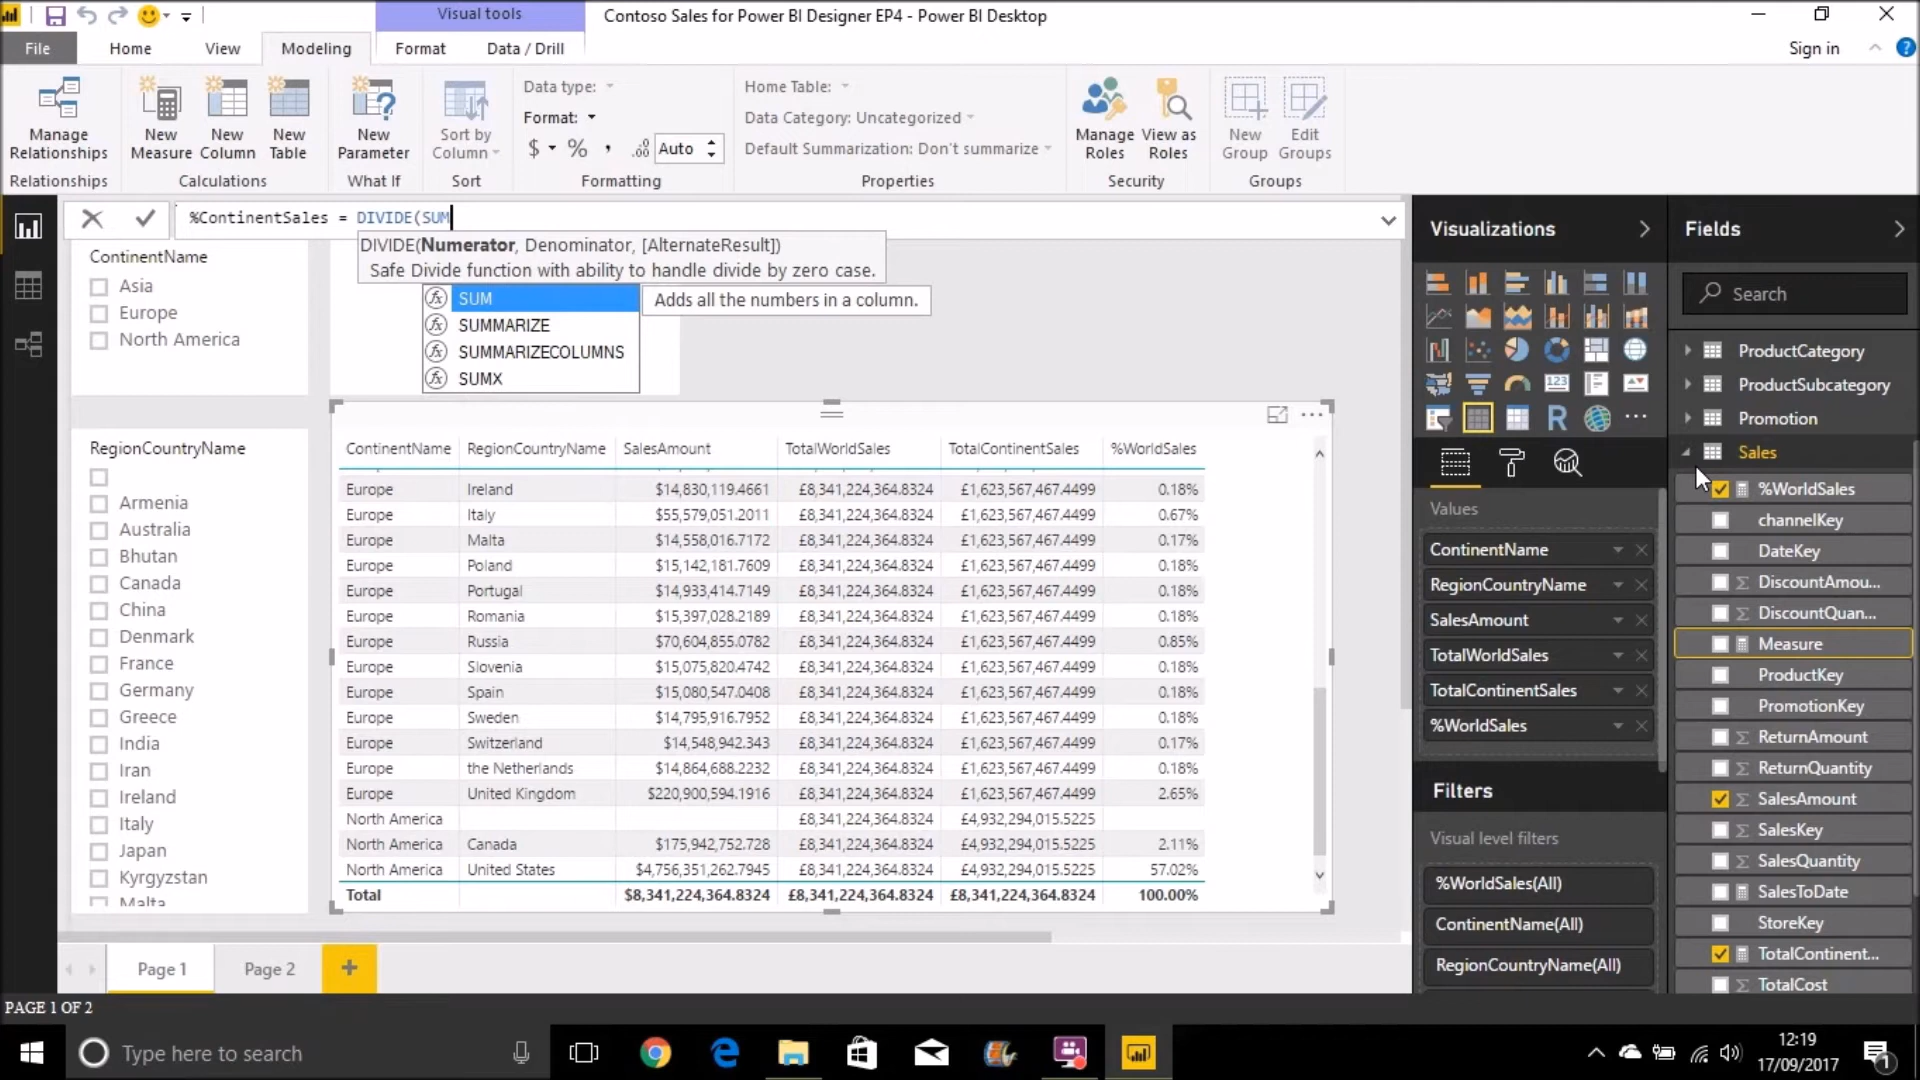 Visual tools
Contoso Sales for Power BI Designer EP4 - Power BI Desktop
File
Home
View
Modeling
Format
Data / Drill
Sign in
Manage Relationships
New Measure
New Column
New Table
New Parameter
Sort by Column
Data type:
Format:
$ % , .00 Auto
Home Table:
Data Category: Uncategorized
Default Summarization: Don't summarize
Manage Roles
View as Roles
New Group
Edit Groups
Relationships
Calculations
What If
Sort
Formatting
Properties
Security
Groups
%ContinentSales = DIVIDE(SUM
DIVIDE(Numerator, Denominator, [AlternateResult])
Safe Divide function with ability to handle divide by zero case.
SUM
Adds all the numbers in a column.
SUMMARIZE
SUMMARIZECOLUMNS
SUMX
ContinentName
Asia
Europe
North America
RegionCountryName
Armenia
Australia
Bhutan
Canada
China
Denmark
France
Germany
Greece
India
Iran
Ireland
Italy
Japan
Kyrgyzstan
Malta
ContinentName RegionCountryName SalesAmount TotalWorldSales TotalContinentSales %WorldSales
Europe Ireland $14,830,119.4661 £8,341,224,364.8324 £1,623,567,467.4499 0.18%
Europe Italy $55,579,051.2011 £8,341,224,364.8324 £1,623,567,467.4499 0.67%
Europe Malta $14,558,016.7172 £8,341,224,364.8324 £1,623,567,467.4499 0.17%
Europe Poland $15,142,181.7609 £8,341,224,364.8324 £1,623,567,467.4499 0.18%
Europe Portugal $14,933,414.7149 £8,341,224,364.8324 £1,623,567,467.4499 0.18%
Europe Romania $15,397,028.2189 £8,341,224,364.8324 £1,623,567,467.4499 0.18%
Europe Russia $70,604,855.0782 £8,341,224,364.8324 £1,623,567,467.4499 0.85%
Europe Slovenia $15,075,820.4742 £8,341,224,364.8324 £1,623,567,467.4499 0.18%
Europe Spain $15,080,547.0408 £8,341,224,364.8324 £1,623,567,467.4499 0.18%
Europe Sweden $14,795,916.7952 £8,341,224,364.8324 £1,623,567,467.4499 0.18%
Europe Switzerland $14,548,942.343 £8,341,224,364.8324 £1,623,567,467.4499 0.17%
Europe the Netherlands $14,864,688.2232 £8,341,224,364.8324 £1,623,567,467.4499 0.18%
Europe United Kingdom $220,900,594.1916 £8,341,224,364.8324 £1,623,567,467.4499 2.65%
North America £8,341,224,364.8324 £4,932,294,015.5225
North America Canada $175,942,752.728 £8,341,224,364.8324 £4,932,294,015.5225 2.11%
North America United States $4,756,351,262.7945 £8,341,224,364.8324 £4,932,294,015.5225 57.02%
Total $8,341,224,364.8324 £8,341,224,364.8324 £8,341,224,364.8324 100.00%
Visualizations
123
R
Values
ContinentName
RegionCountryName
SalesAmount
TotalWorldSales
TotalContinentSales
%WorldSales
Filters
Visual level filters
%WorldSales(All)
ContinentName(All)
RegionCountryName(All)
Fields
Search
ProductCategory
ProductSubcategory
Promotion
Sales
%WorldSales
channelKey
DateKey
DiscountAmou...
DiscountQuan...
Measure
ProductKey
PromotionKey
ReturnAmount
ReturnQuantity
SalesAmount
SalesKey
SalesQuantity
SalesToDate
StoreKey
TotalContinent...
TotalCost
Page 1
Page 2
PAGE 1 OF 2
Type here to search
12:19
17/09/2017
1